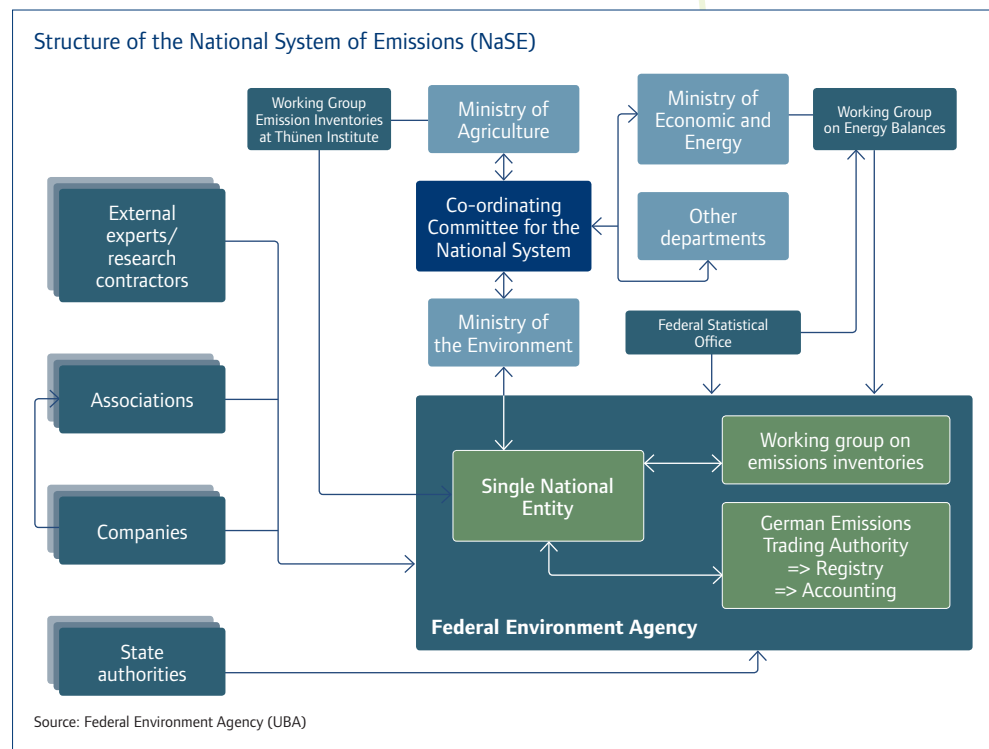 Structure of the National System of Emissions (NaSE)
Working Group
Emission Inventories
at Thünen Institute
Ministry of
Agriculture
Ministry of
Economic and
Energy
Working Group
on Energy Balances
External
experts/
research
contractors
Co-ordinating
Committee for the
National System
Other
departments
Ministry of
the Environment
Federal Statistical
Office
Associations
Single National
Entity
Working group on
emissions inventories
Companies
German Emissions
Trading Authority
=> Registry
=> Accounting
Federal Environment Agency
State
authorities
Source: Federal Environment Agency (UBA)